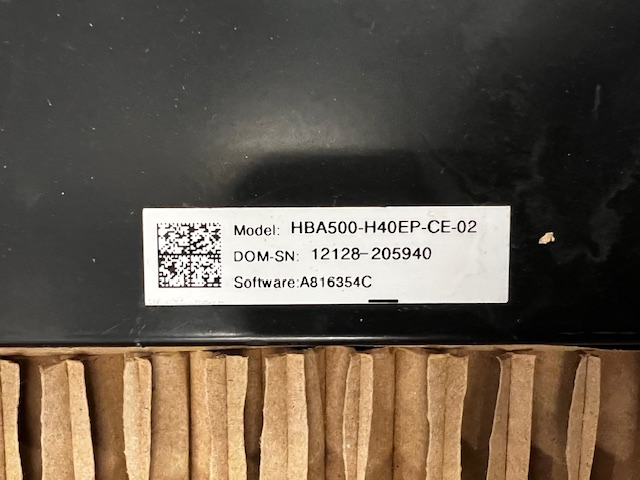 Model: HBA500-H40EP-CE-02
DOM-SN: 12128-205940
Software:A816354C